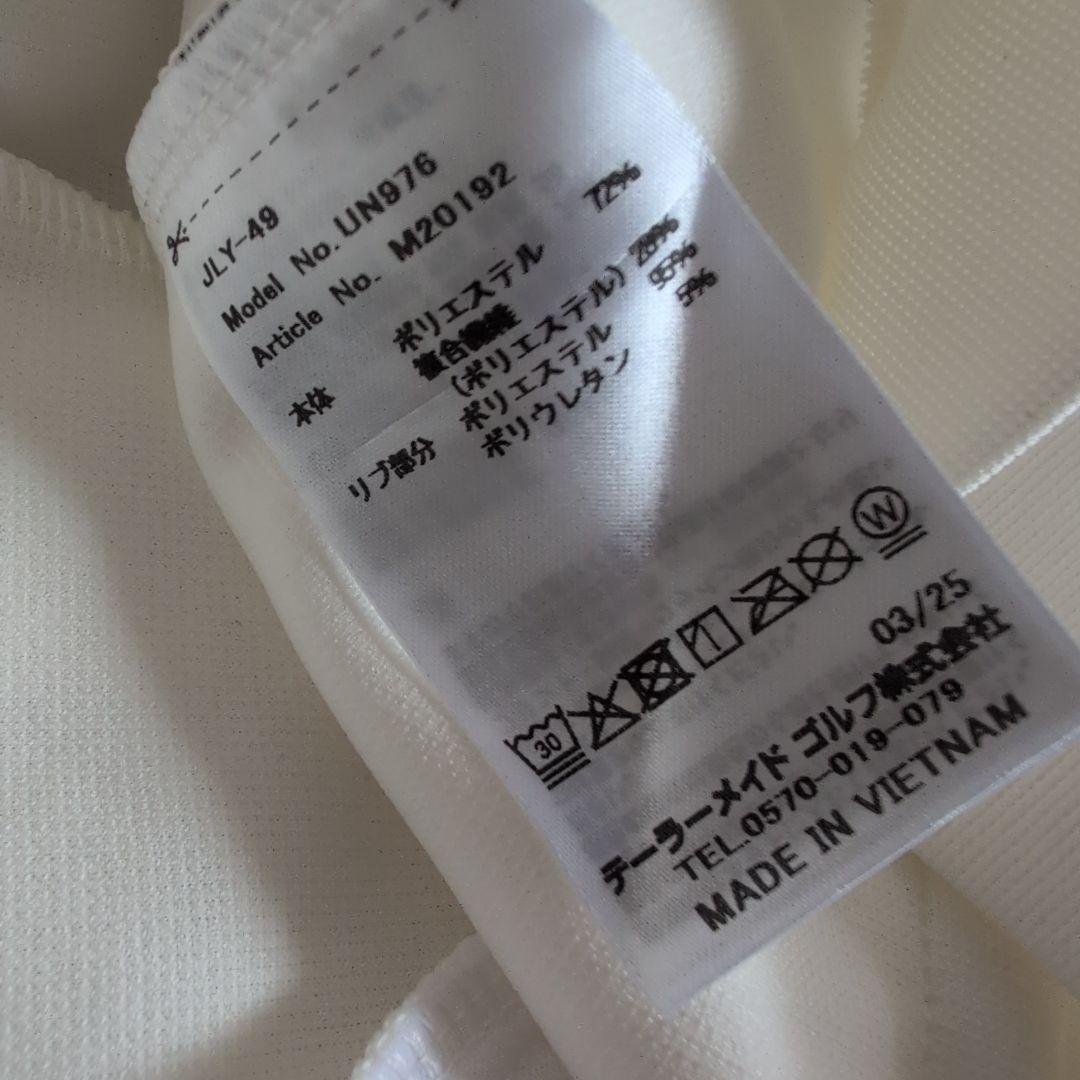 JLY-49
Model No. UN976
Article No. M20192
本体 ポリエステル 72%
複合繊維
(ポリエステル) 28%
リブ部分 ポリエステル 95%
ポリウレタン 5%
30
1
W
03/25
テーラーメイド ゴルフ株式会社
TEL.0570-019-079
MADE IN VIETNAM